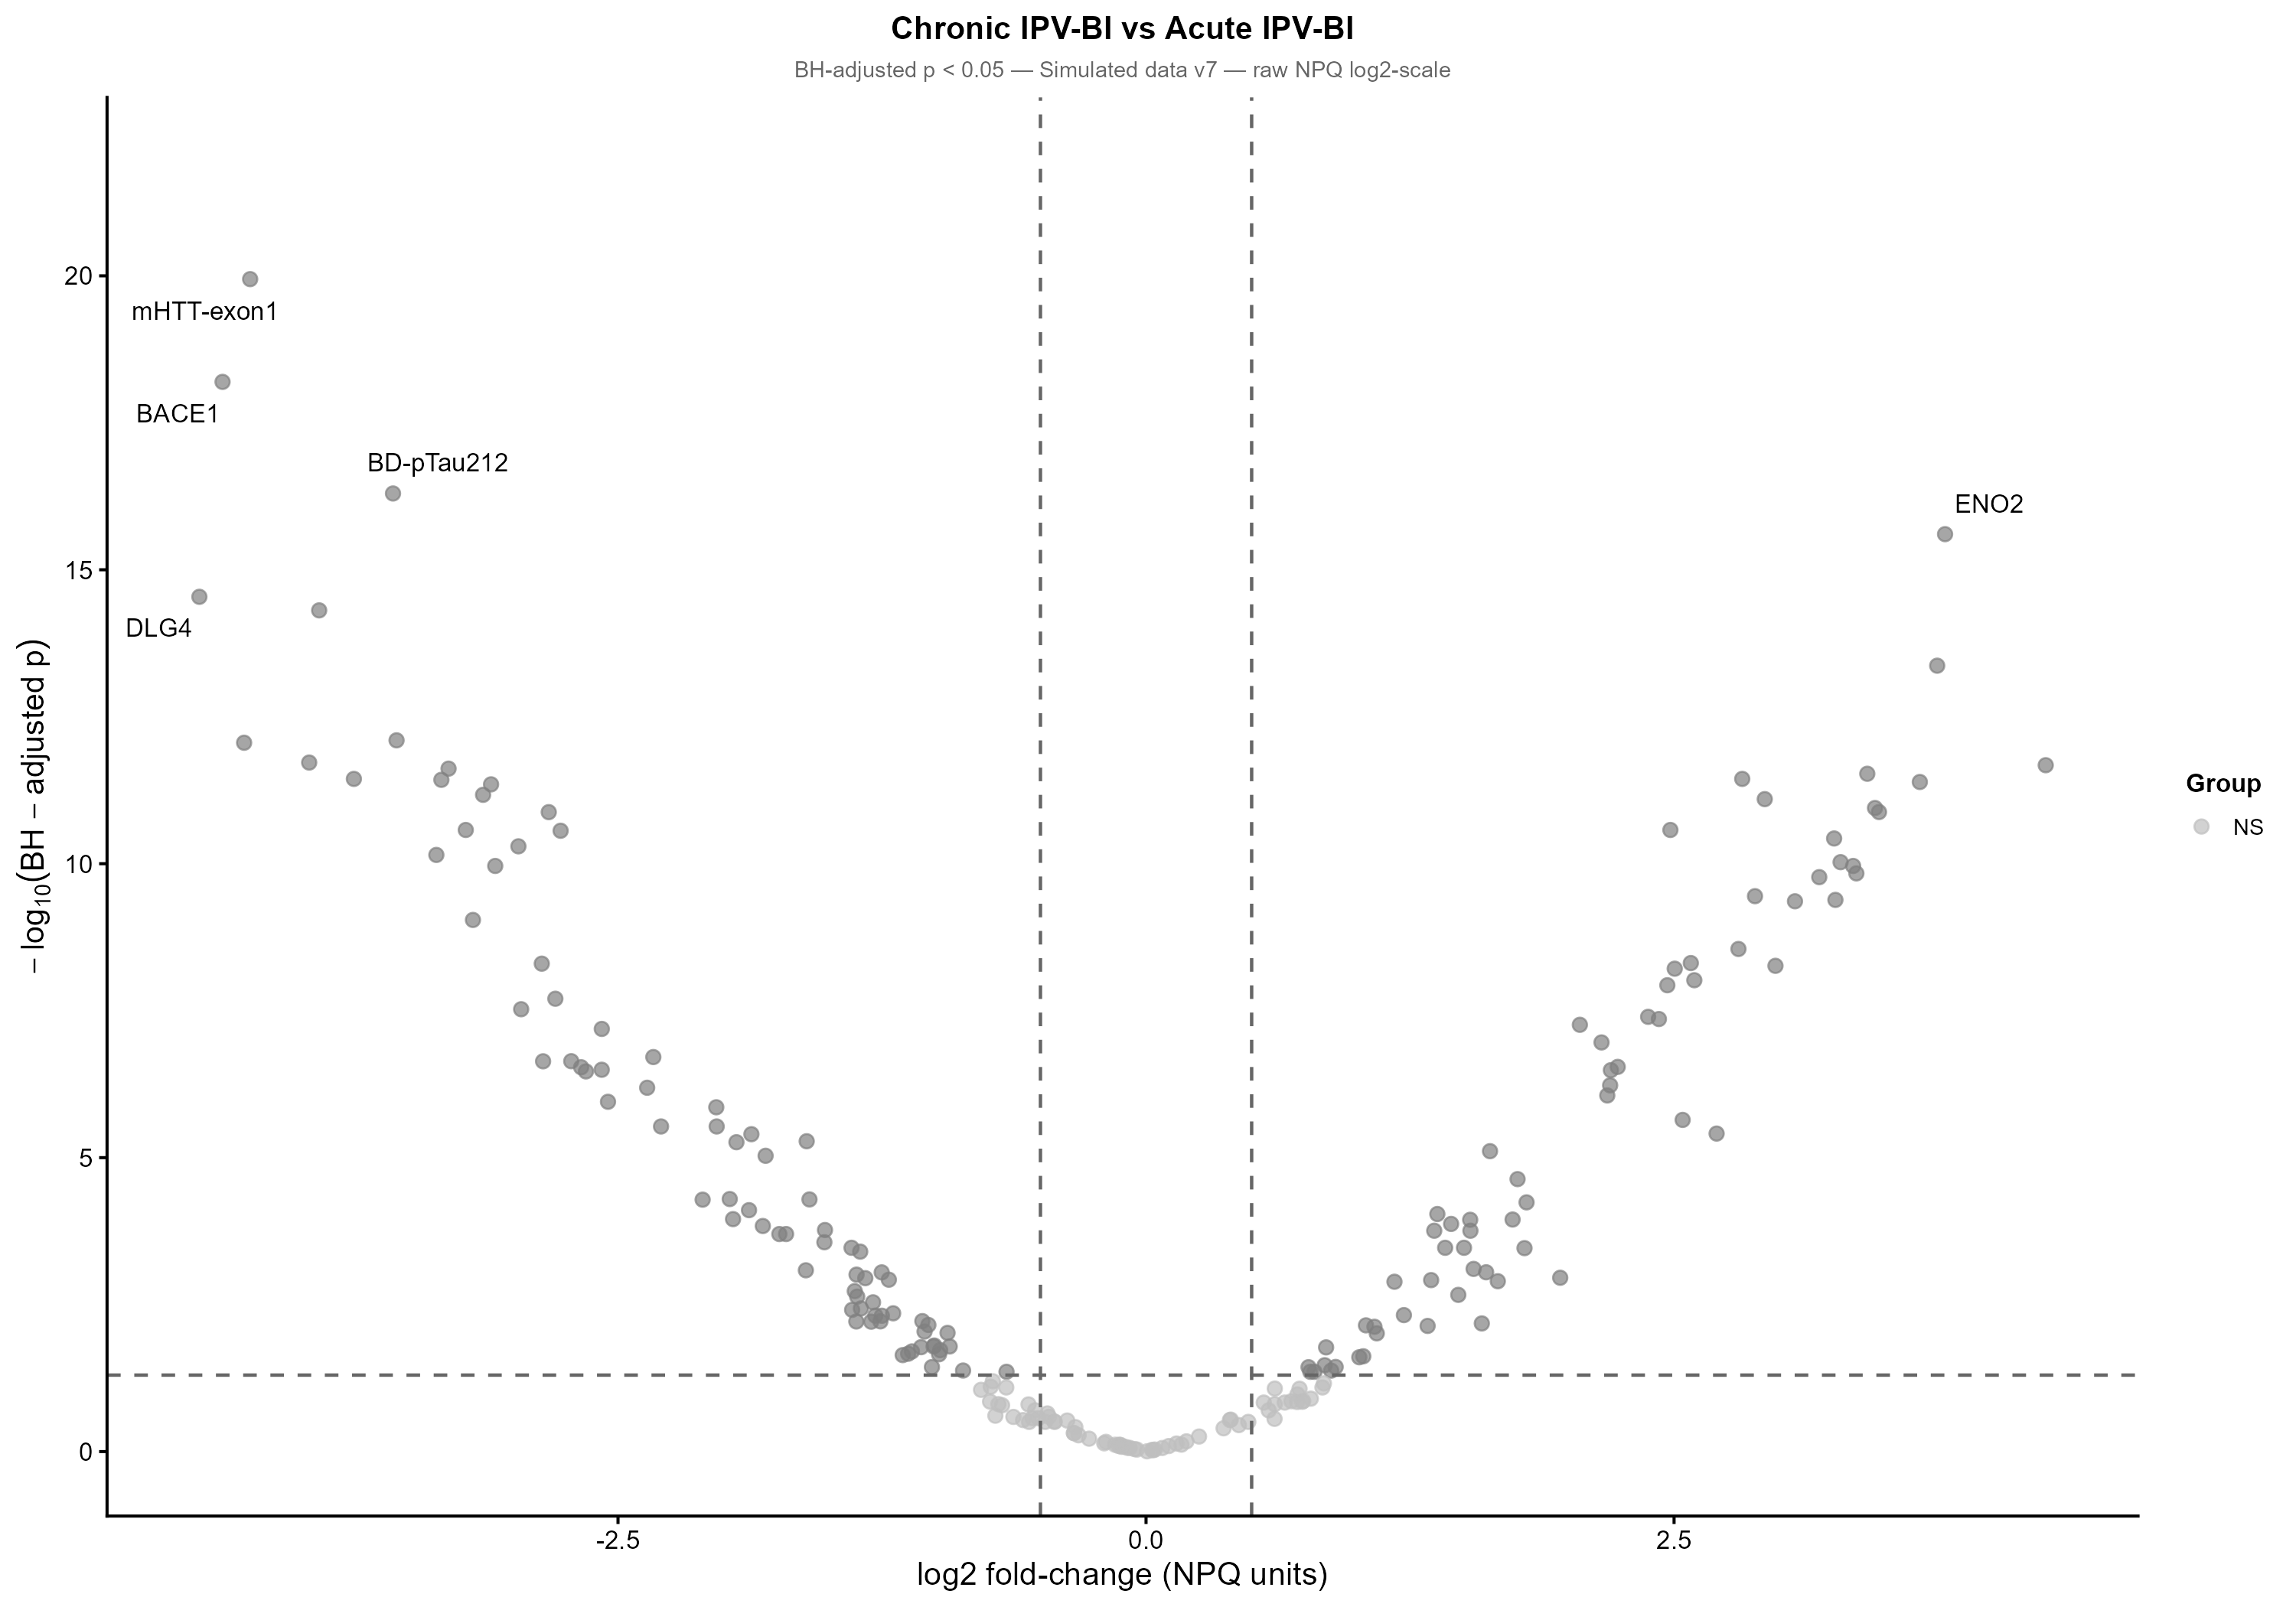 Chronic IPV-BI vs Acute IPV-BI
BH-adjusted p < 0.05 — Simulated data v7 — raw NPQ log2-scale
20
15
10
5
0
− log10(BH − adjusted p)
mHTT-exon1
BACE1
BD-pTau212
ENO2
DLG4
Group
NS
-2.5
0.0
2.5
log2 fold-change (NPQ units)